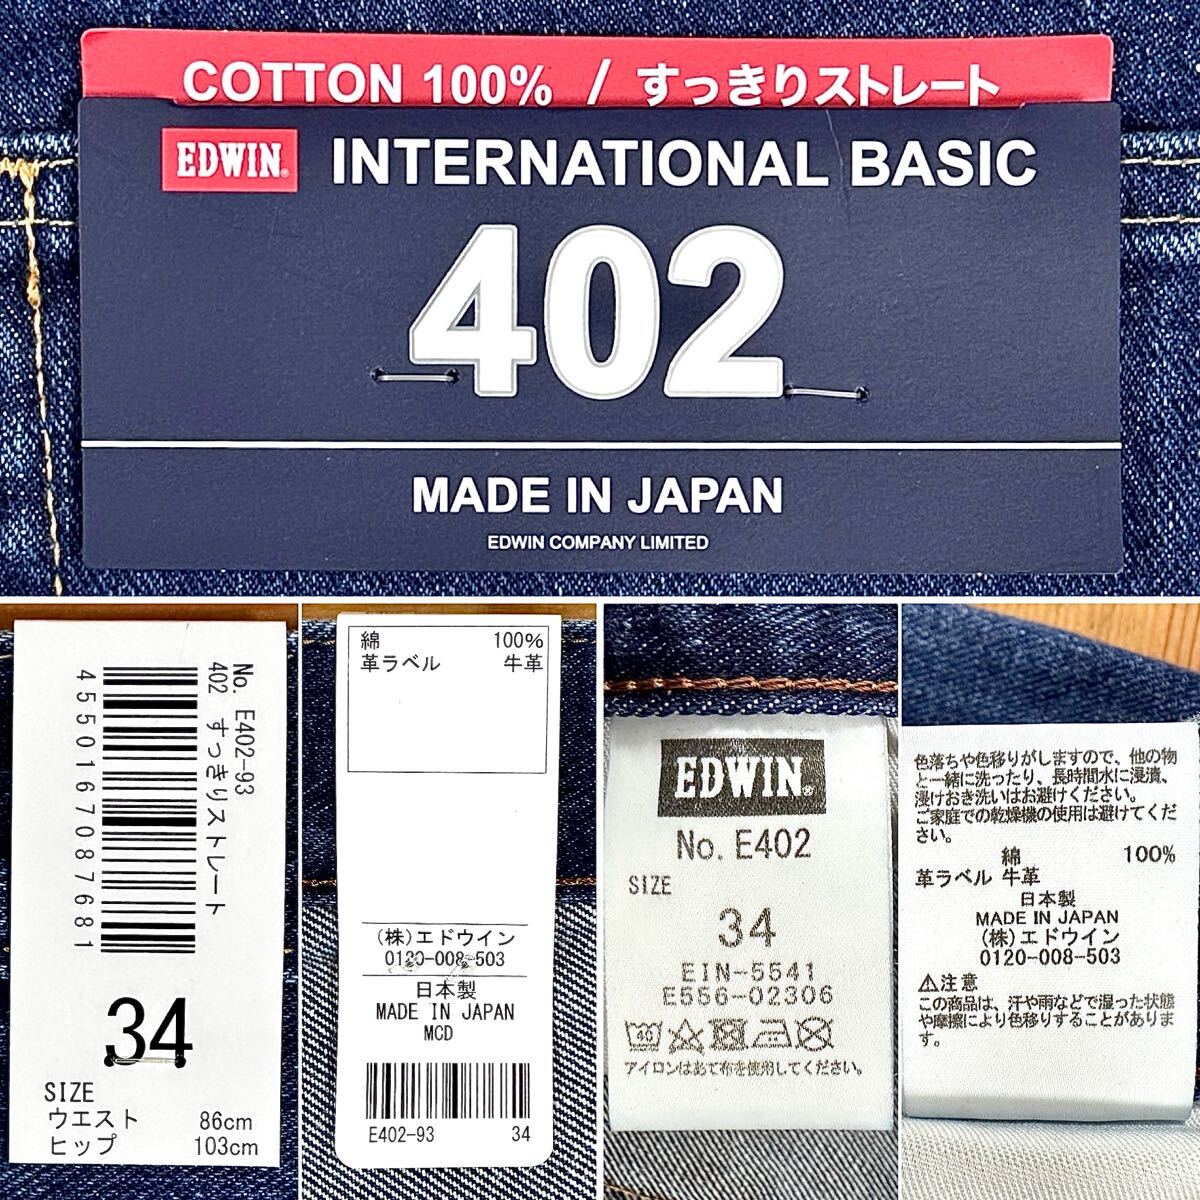 COTTON 100% / すっきりストレート
EDWIN® INTERNATIONAL BASIC
402
MADE IN JAPAN
EDWIN COMPANY LIMITED
No. E402-93
402 すっきりストレート
4550167087681
34
SIZE
ウエスト 86cm
ヒップ 103cm
綿 100%
革ラベル 牛革
(株)エドウイン
0120-008-503
日本製
MADE IN JAPAN
MCD
E402-93 34
EDWIN®
No. E402
SIZE
34
EIN-5541
E556-02306
40
アイロンはあて布を使用してください。
色落ちや色移りがしますので、他の物
と一緒に洗ったり、長時間水に浸漬、
浸けおき洗いはお避けください。
ご家庭での乾燥機の使用は避けてくだ
さい。
綿 100%
革ラベル 牛革
日本製
MADE IN JAPAN
(株)エドウイン
0120-008-503
⚠注意
この商品は、汗や雨などで湿った状態
や摩擦により色移りすることがありま
す。